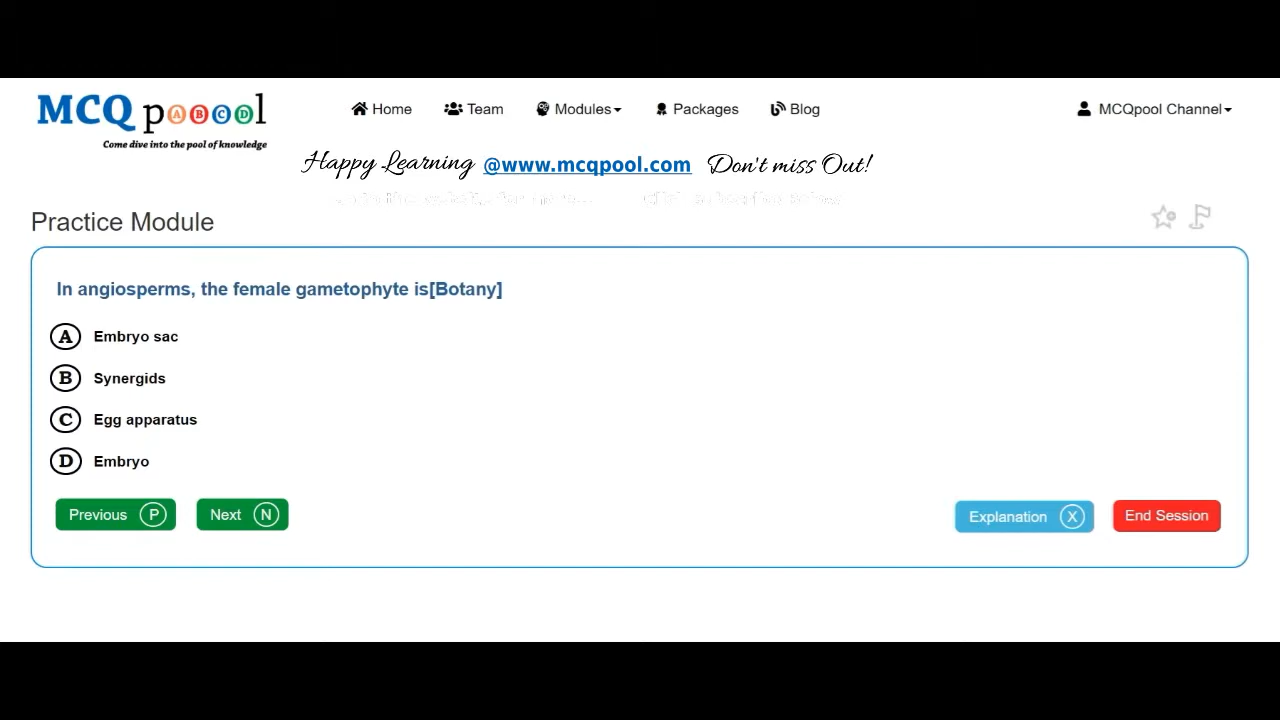 MCQ pooool
Come dive into the pool of knowledge
Home Team Modules Packages Blog MCQpool Channel
Happy Learning @www.mcqpool.com Don't miss Out!
Practice Module
In angiosperms, the female gametophyte is[Botany]
A Embryo sac
B Synergids
C Egg apparatus
D Embryo
Previous P Next N Explanation X End Session